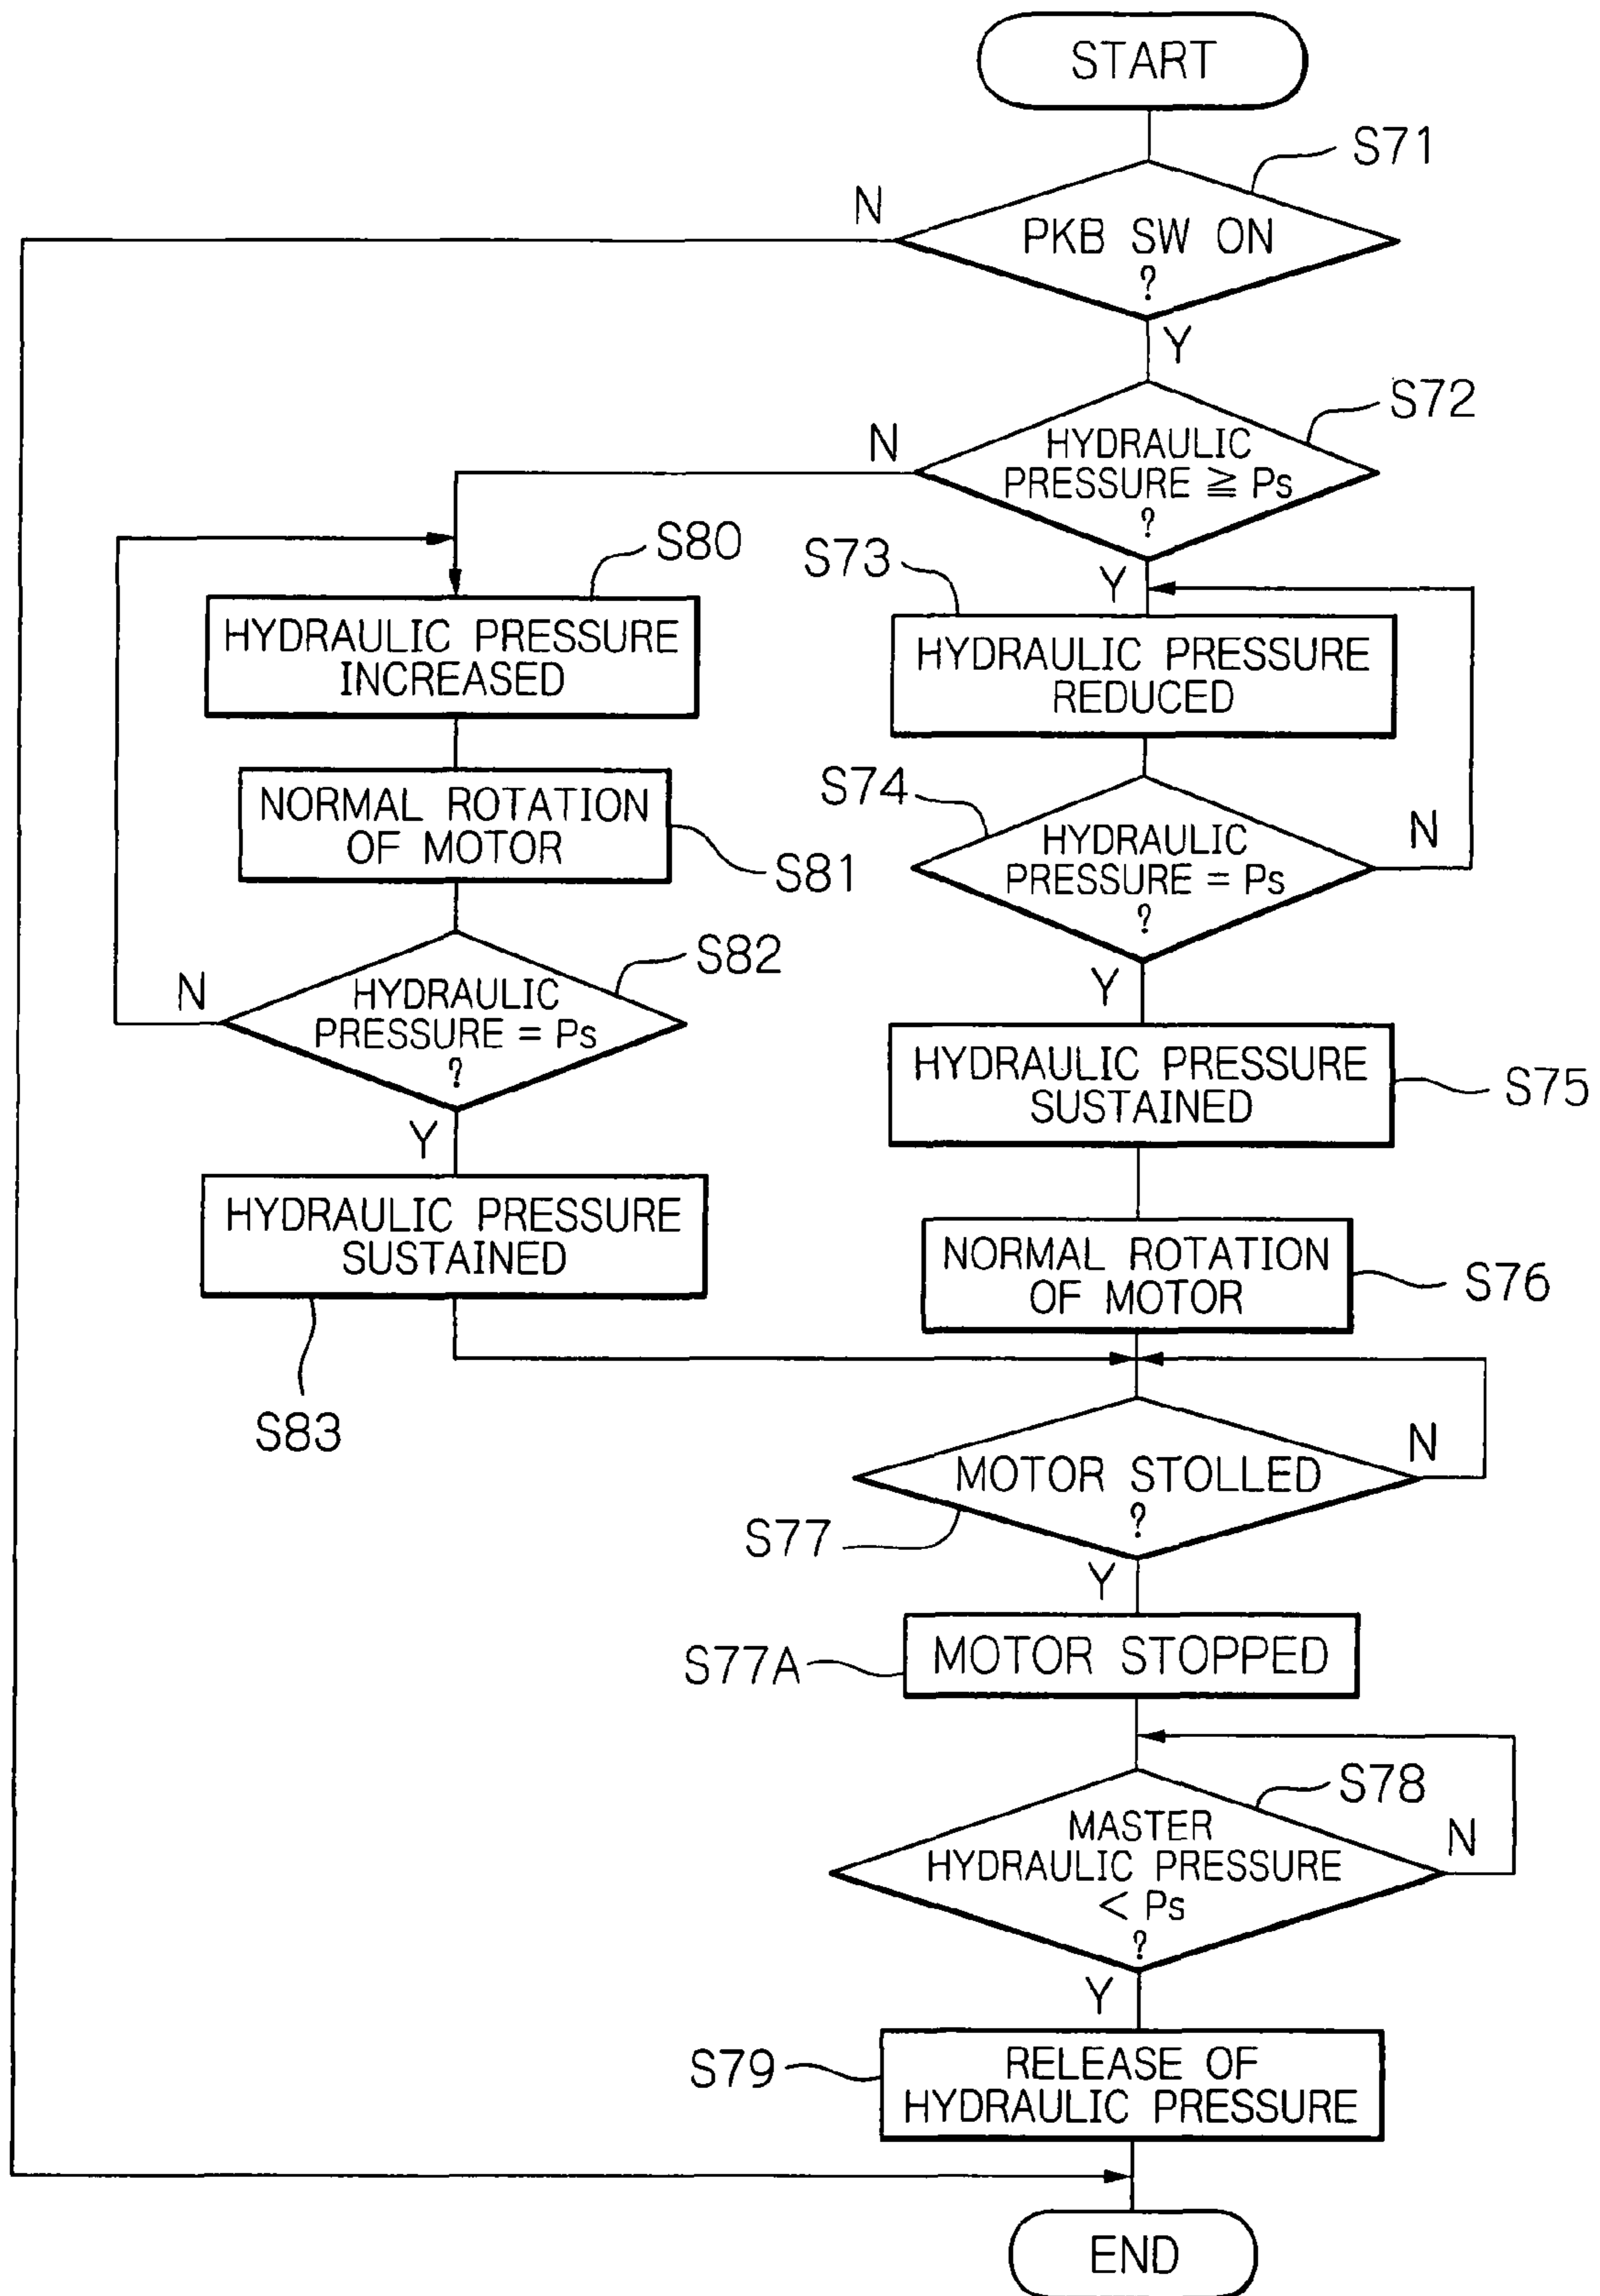 START
S71
N
PKB SW ON
?
Y
S72
N
HYDRAULIC
PRESSURE ≧ Ps
?
Y
S80
HYDRAULIC PRESSURE
INCREASED
S73
HYDRAULIC PRESSURE
REDUCED
NORMAL ROTATION
OF MOTOR
S81
S74
HYDRAULIC
PRESSURE = Ps
?
N
Y
S82
N
HYDRAULIC
PRESSURE = Ps
?
Y
HYDRAULIC PRESSURE
SUSTAINED
S75
HYDRAULIC PRESSURE
SUSTAINED
S83
NORMAL ROTATION
OF MOTOR
S76
MOTOR STOLLED
?
N
S77
Y
S77A
MOTOR STOPPED
S78
MASTER
HYDRAULIC PRESSURE
< Ps
?
N
Y
S79
RELEASE OF
HYDRAULIC PRESSURE
END